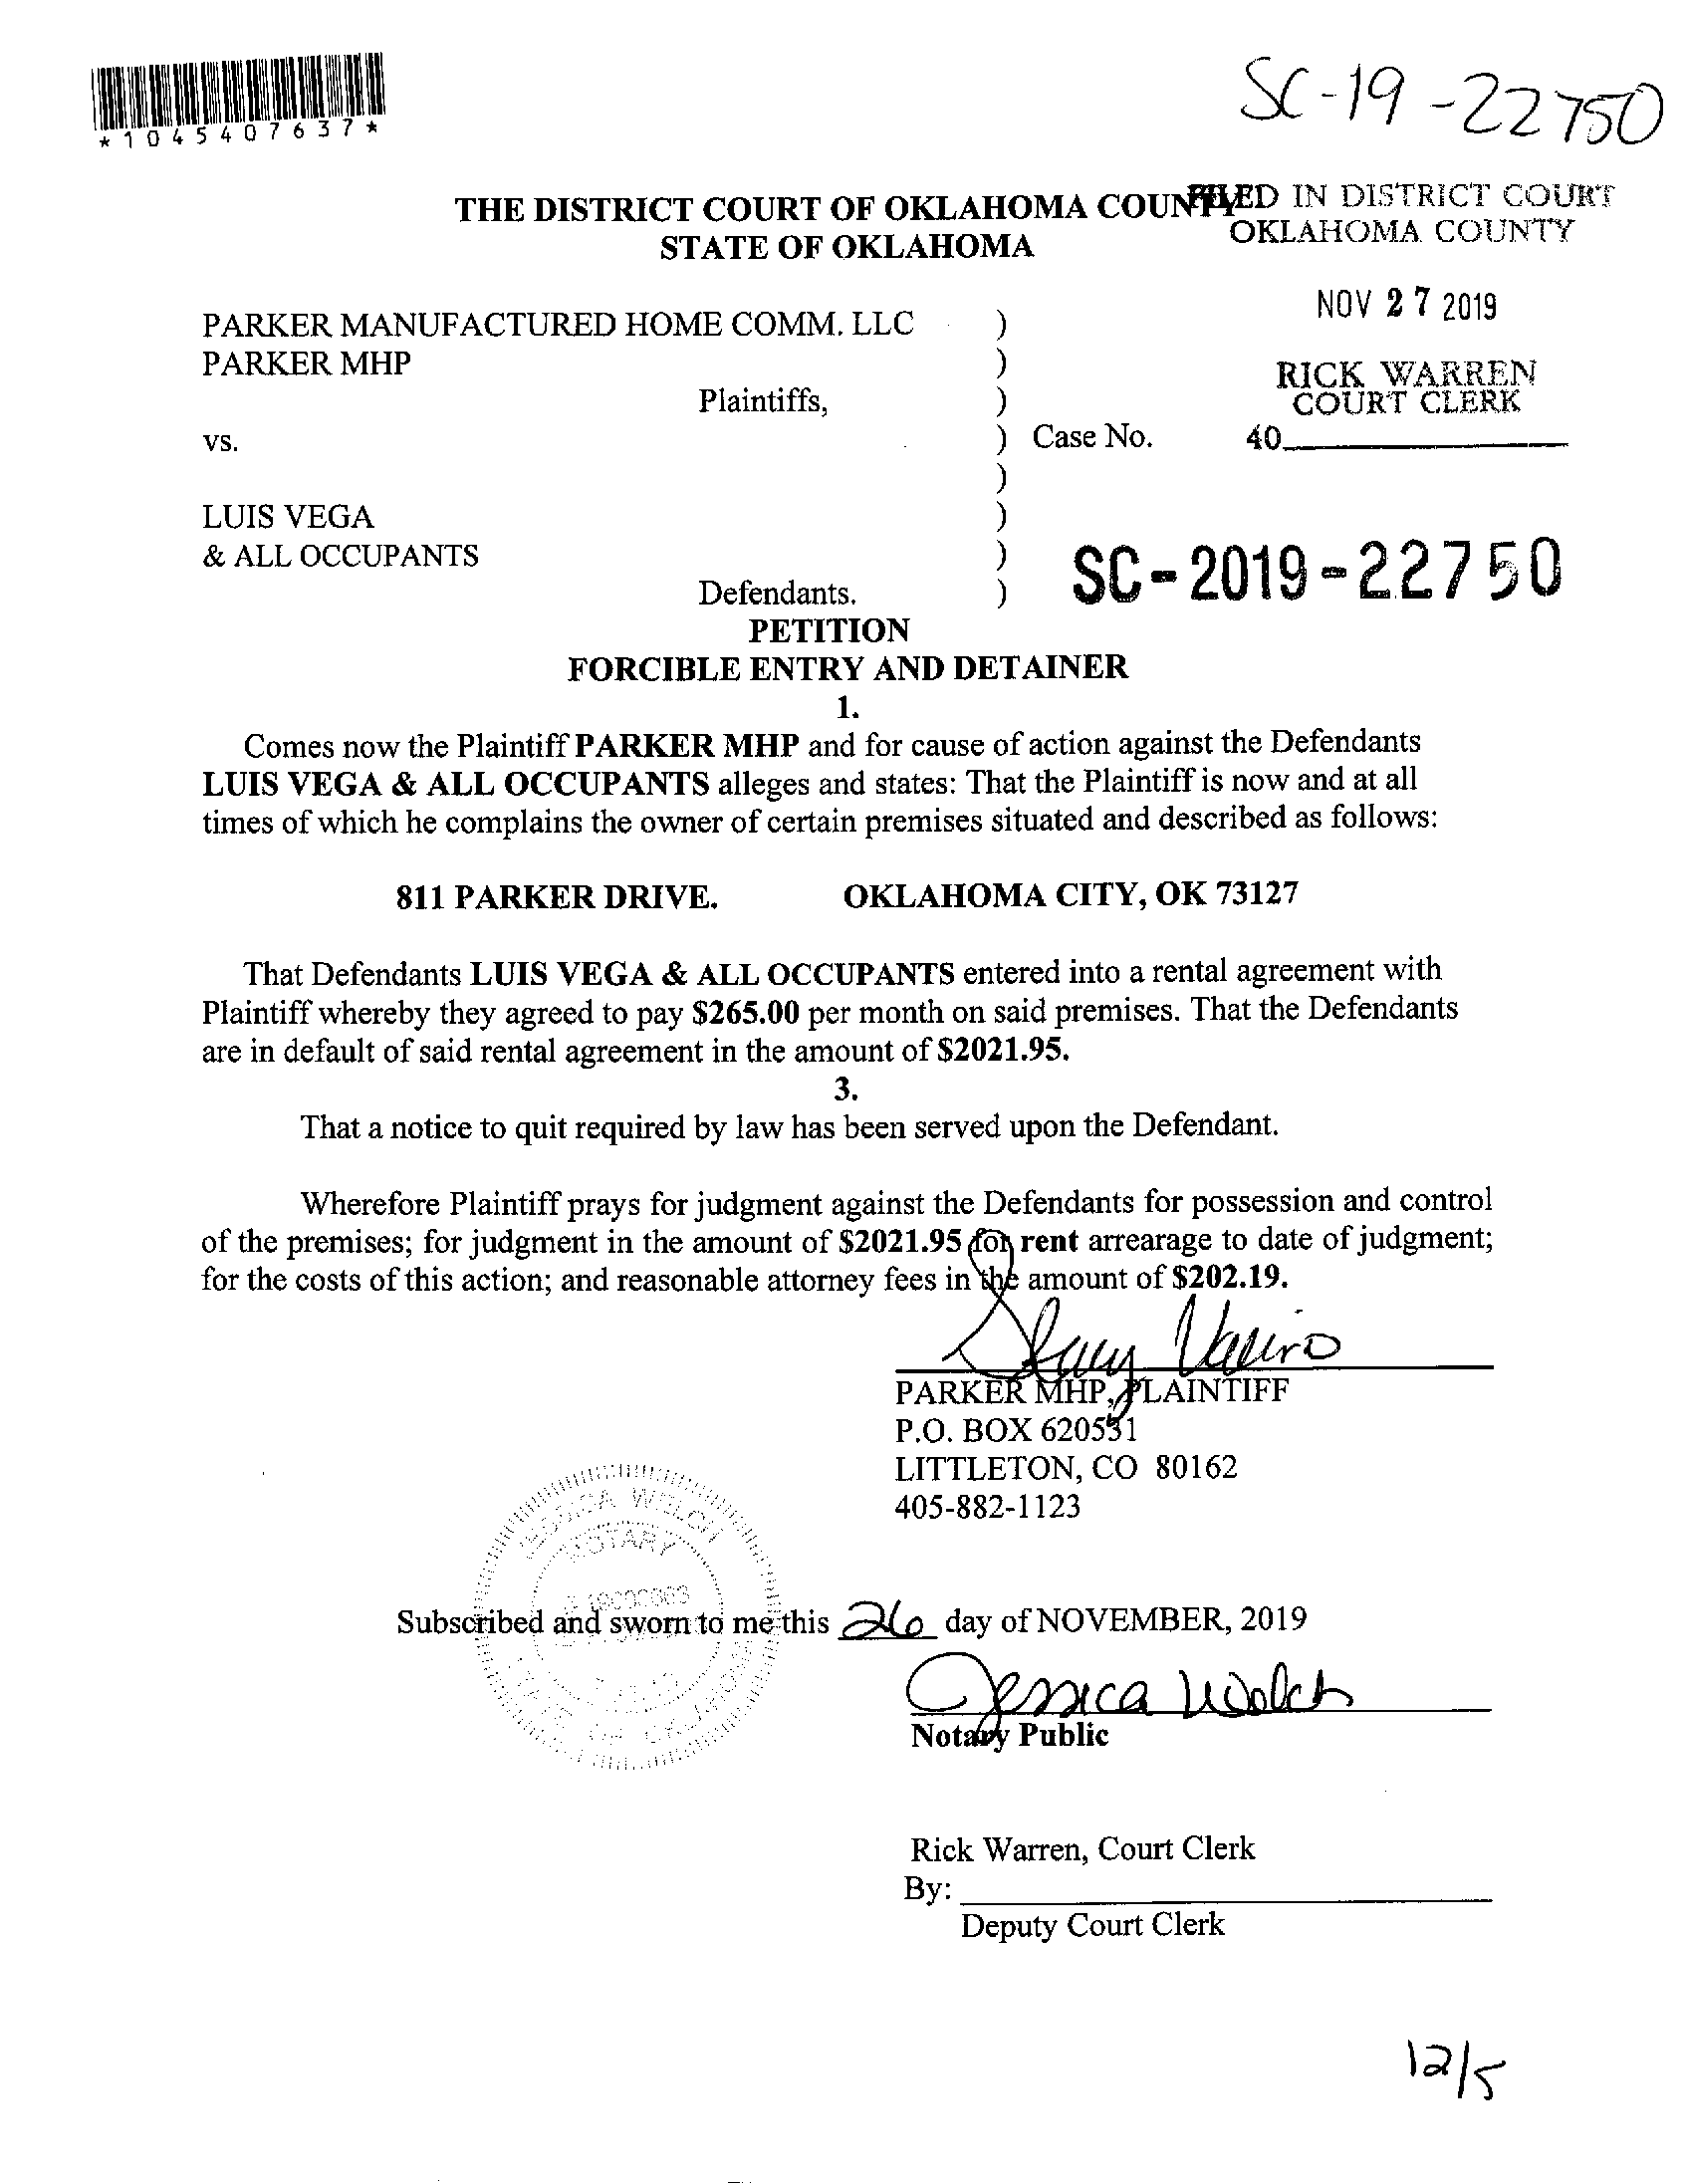 *1045407637*
SC-19-22750
THE DISTRICT COURT OF OKLAHOMA COUNTY
STATE OF OKLAHOMA
FILED IN DISTRICT COURT
OKLAHOMA COUNTY
NOV 27 2019
RICK WARREN
COURT CLERK
40
PARKER MANUFACTURED HOME COMM. LLC )
PARKER MHP )
Plaintiffs, )
vs. ) Case No.
)
LUIS VEGA )
& ALL OCCUPANTS )
Defendants. )
SC-2019-22750
PETITION
FORCIBLE ENTRY AND DETAINER
1.
Comes now the Plaintiff PARKER MHP and for cause of action against the Defendants
LUIS VEGA & ALL OCCUPANTS alleges and states: That the Plaintiff is now and at all
times of which he complains the owner of certain premises situated and described as follows:
811 PARKER DRIVE. OKLAHOMA CITY, OK 73127
That Defendants LUIS VEGA & ALL OCCUPANTS entered into a rental agreement with
Plaintiff whereby they agreed to pay $265.00 per month on said premises. That the Defendants
are in default of said rental agreement in the amount of $2021.95.
3.
That a notice to quit required by law has been served upon the Defendant.
Wherefore Plaintiff prays for judgment against the Defendants for possession and control
of the premises; for judgment in the amount of $2021.95 for rent arrearage to date of judgment;
for the costs of this action; and reasonable attorney fees in the amount of $202.19.
PARKER MHP, PLAINTIFF
P.O. BOX 620531
LITTLETON, CO 80162
405-882-1123
JESSICA WELCH
NOTARY
STATE OF OKLAHOMA
Subscribed and sworn to me this 26 day of NOVEMBER, 2019
Jessica Welch
Notary Public
Rick Warren, Court Clerk
By:
Deputy Court Clerk
12/5